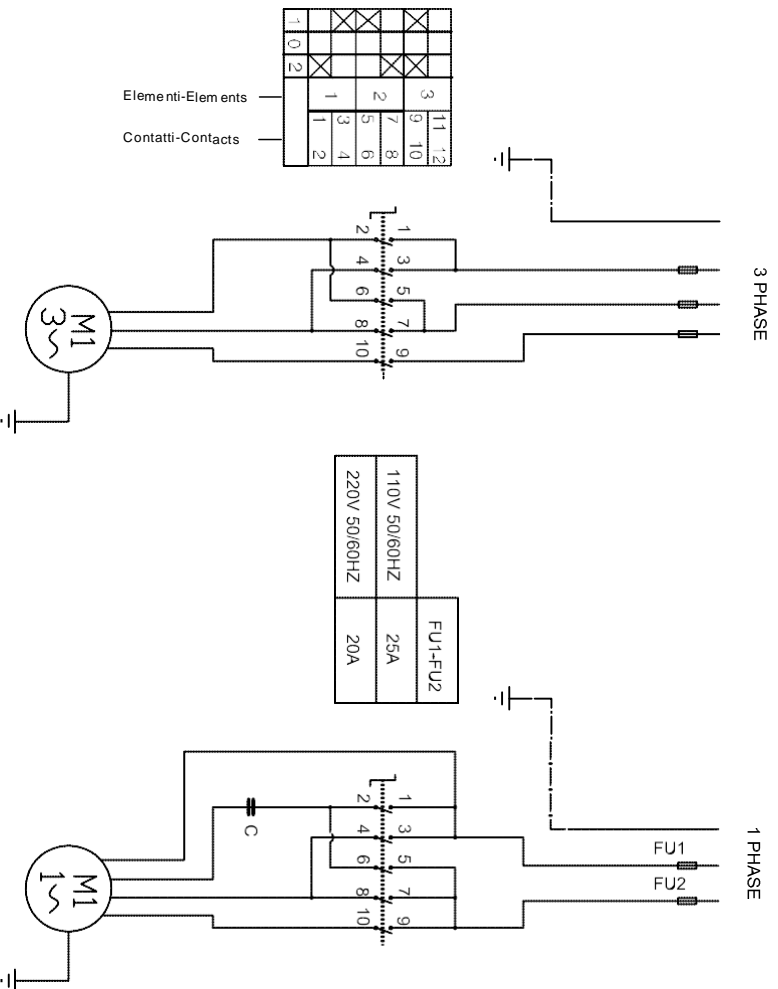 1 0 2
Elementi-Elements
1 2 3
Contatti-Contacts
1 3 5 7 9 11
2 4 6 8 10 12
3 PHASE
1 3 5 7 9
2 4 6 8 10
M1
3~
FU1-FU2
110V 50/60HZ 25A
220V 50/60HZ 20A
1 PHASE
FU1
FU2
1 3 5 7 9
2 4 6 8 10
C
M1
1~